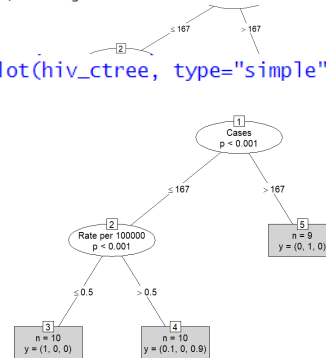 ≤ 167
> 167
2
lot(hiv_ctree, type="simple"
1
Cases
p < 0.001
≤ 167
> 167
2
Rate per 100000
p < 0.001
5
n = 9
y = (0, 1, 0)
≤ 0.5
> 0.5
3
n = 10
y = (1, 0, 0)
4
n = 10
y = (0.1, 0, 0.9)